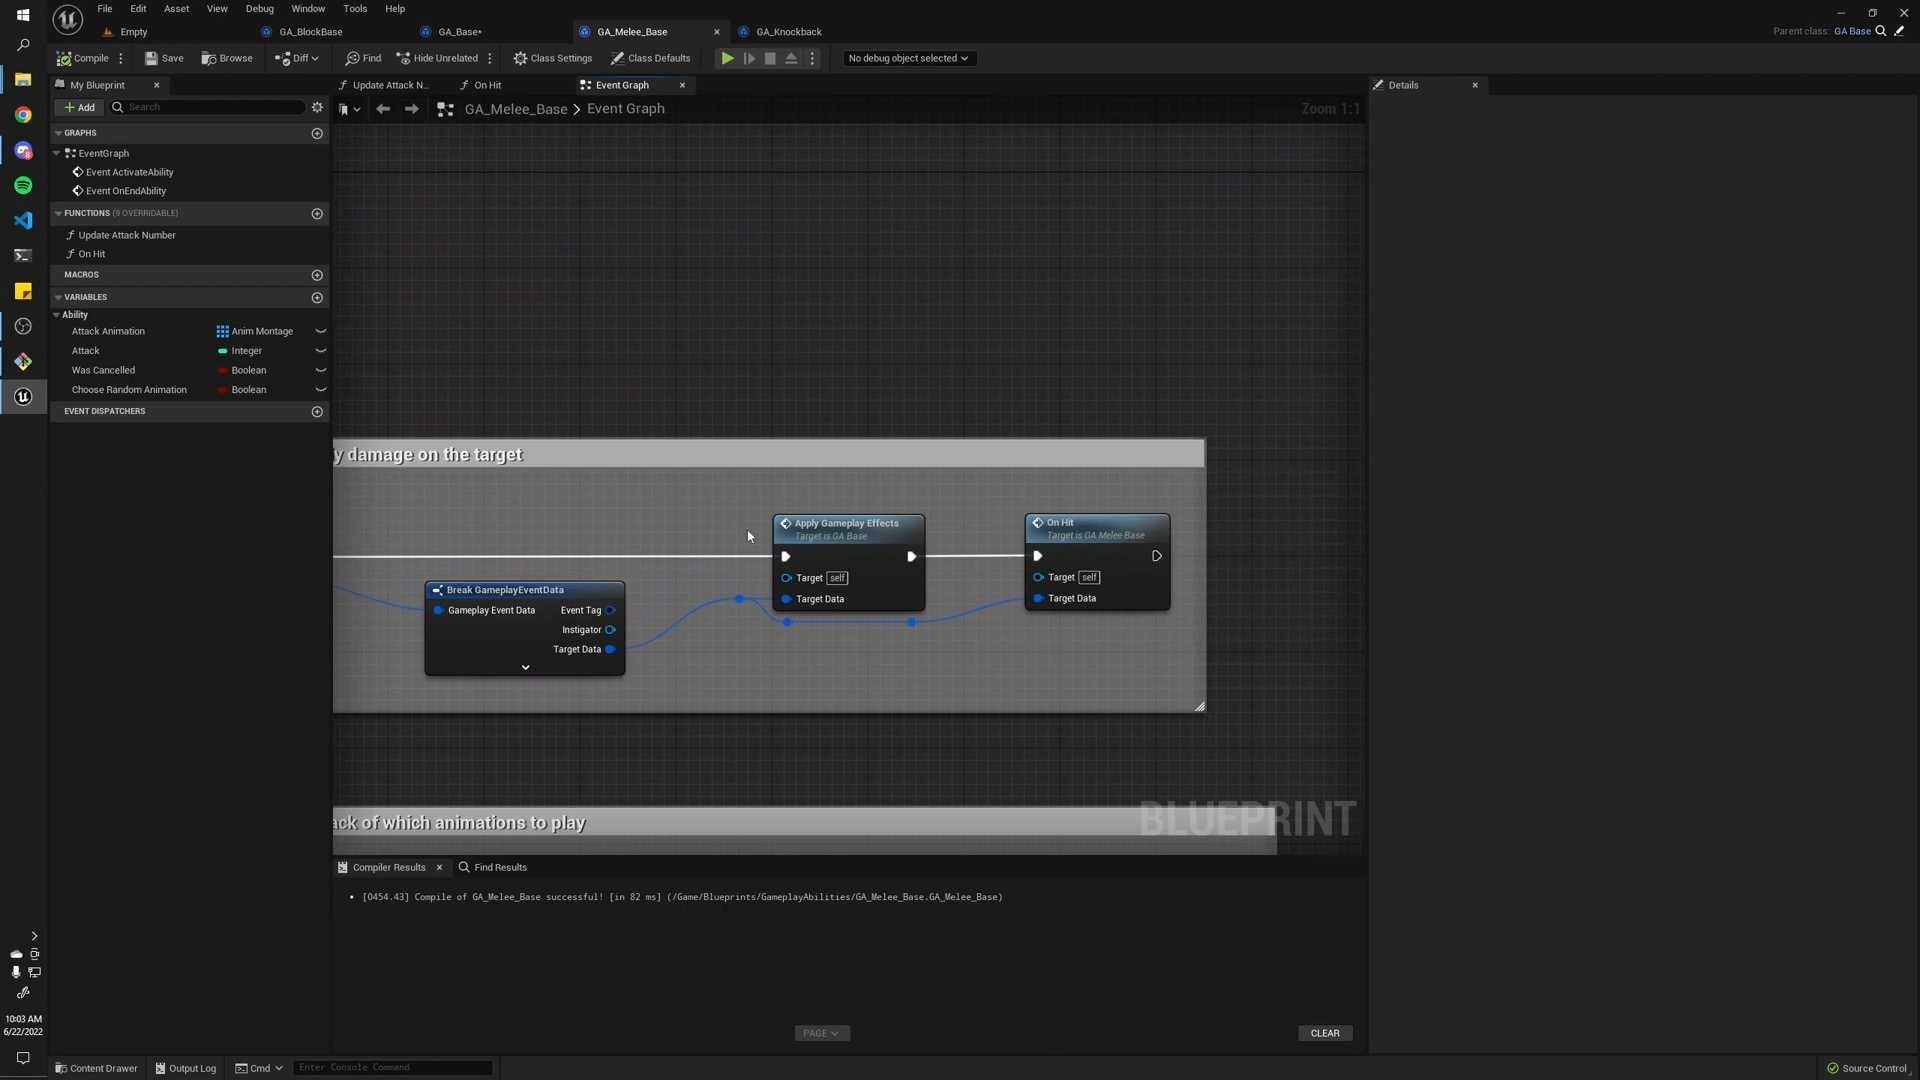 File Edit Asset View Debug Window Tools Help
Empty GA_BlockBase GA_Base* GA_Melee_Base GA_Knockback
Parent class: GA Base
Compile Save Browse Diff Find Hide Unrelated Class Settings Class Defaults No debug object selected
My Blueprint
Update Attack N... On Hit Event Graph
Details
Add Search
GA_Melee_Base > Event Graph
Zoom 1:1
GRAPHS
EventGraph
Event ActivateAbility
Event OnEndAbility
FUNCTIONS (9 OVERRIDABLE)
Update Attack Number
On Hit
MACROS
VARIABLES
Ability
Attack Animation Anim Montage
Attack Integer
Was Cancelled Boolean
Choose Random Animation Boolean
EVENT DISPATCHERS
y damage on the target
Apply Gameplay Effects
Target is GA Base
Target self
Target Data
On Hit
Target is GA Melee Base
Target self
Target Data
Break GameplayEventData
Gameplay Event Data Event Tag
Instigator
Target Data
ack of which animations to play
BLUEPRINT
Compiler Results Find Results
[0454.43] Compile of GA_Melee_Base successful! [in 82 ms] (/Game/Blueprints/GameplayAbilities/GA_Melee_Base.GA_Melee_Base)
PAGE
CLEAR
10:03 AM
6/22/2022
Content Drawer Output Log Cmd Enter Console Command
Source Control